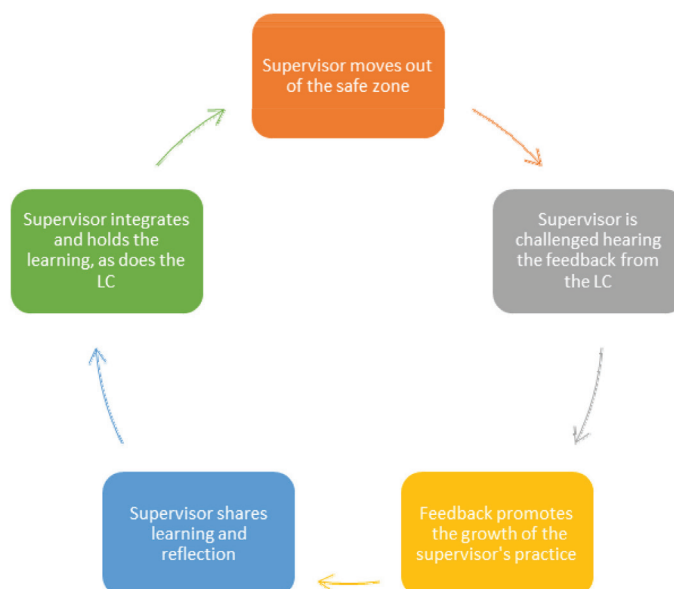 Supervisor moves out
of the safe zone
Supervisor is
challenged hearing
the feedback from
the LC
Feedback promotes
the growth of the
supervisor's practice
Supervisor shares
learning and
reflection
Supervisor integrates
and holds the
learning, as does the
LC